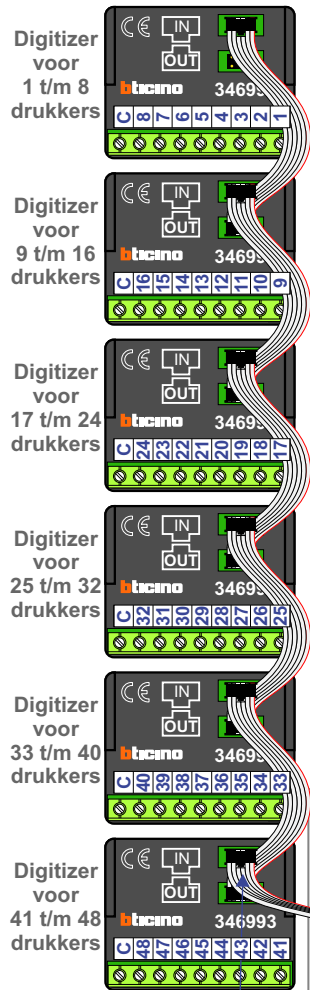 Digitizer
voor
1 t/m 8
drukkers
CE IN
OUT
bticino 34699
C 8 7 6 5 4 3 2 1
Digitizer
voor
9 t/m 16
drukkers
CE IN
OUT
bticino 34699
C 16 15 14 13 12 11 10 9
Digitizer
voor
17 t/m 24
drukkers
CE IN
OUT
bticino 34699
C 24 23 22 21 20 19 18 17
Digitizer
voor
25 t/m 32
drukkers
CE IN
OUT
bticino 34699
C 32 31 30 29 28 27 26 25
Digitizer
voor
33 t/m 40
drukkers
CE IN
OUT
bticino 34699
C 40 39 38 37 36 35 34 33
Digitizer
voor
41 t/m 48
drukkers
CE IN
OUT
bticino 346993
C 48 47 46 45 44 43 42 41